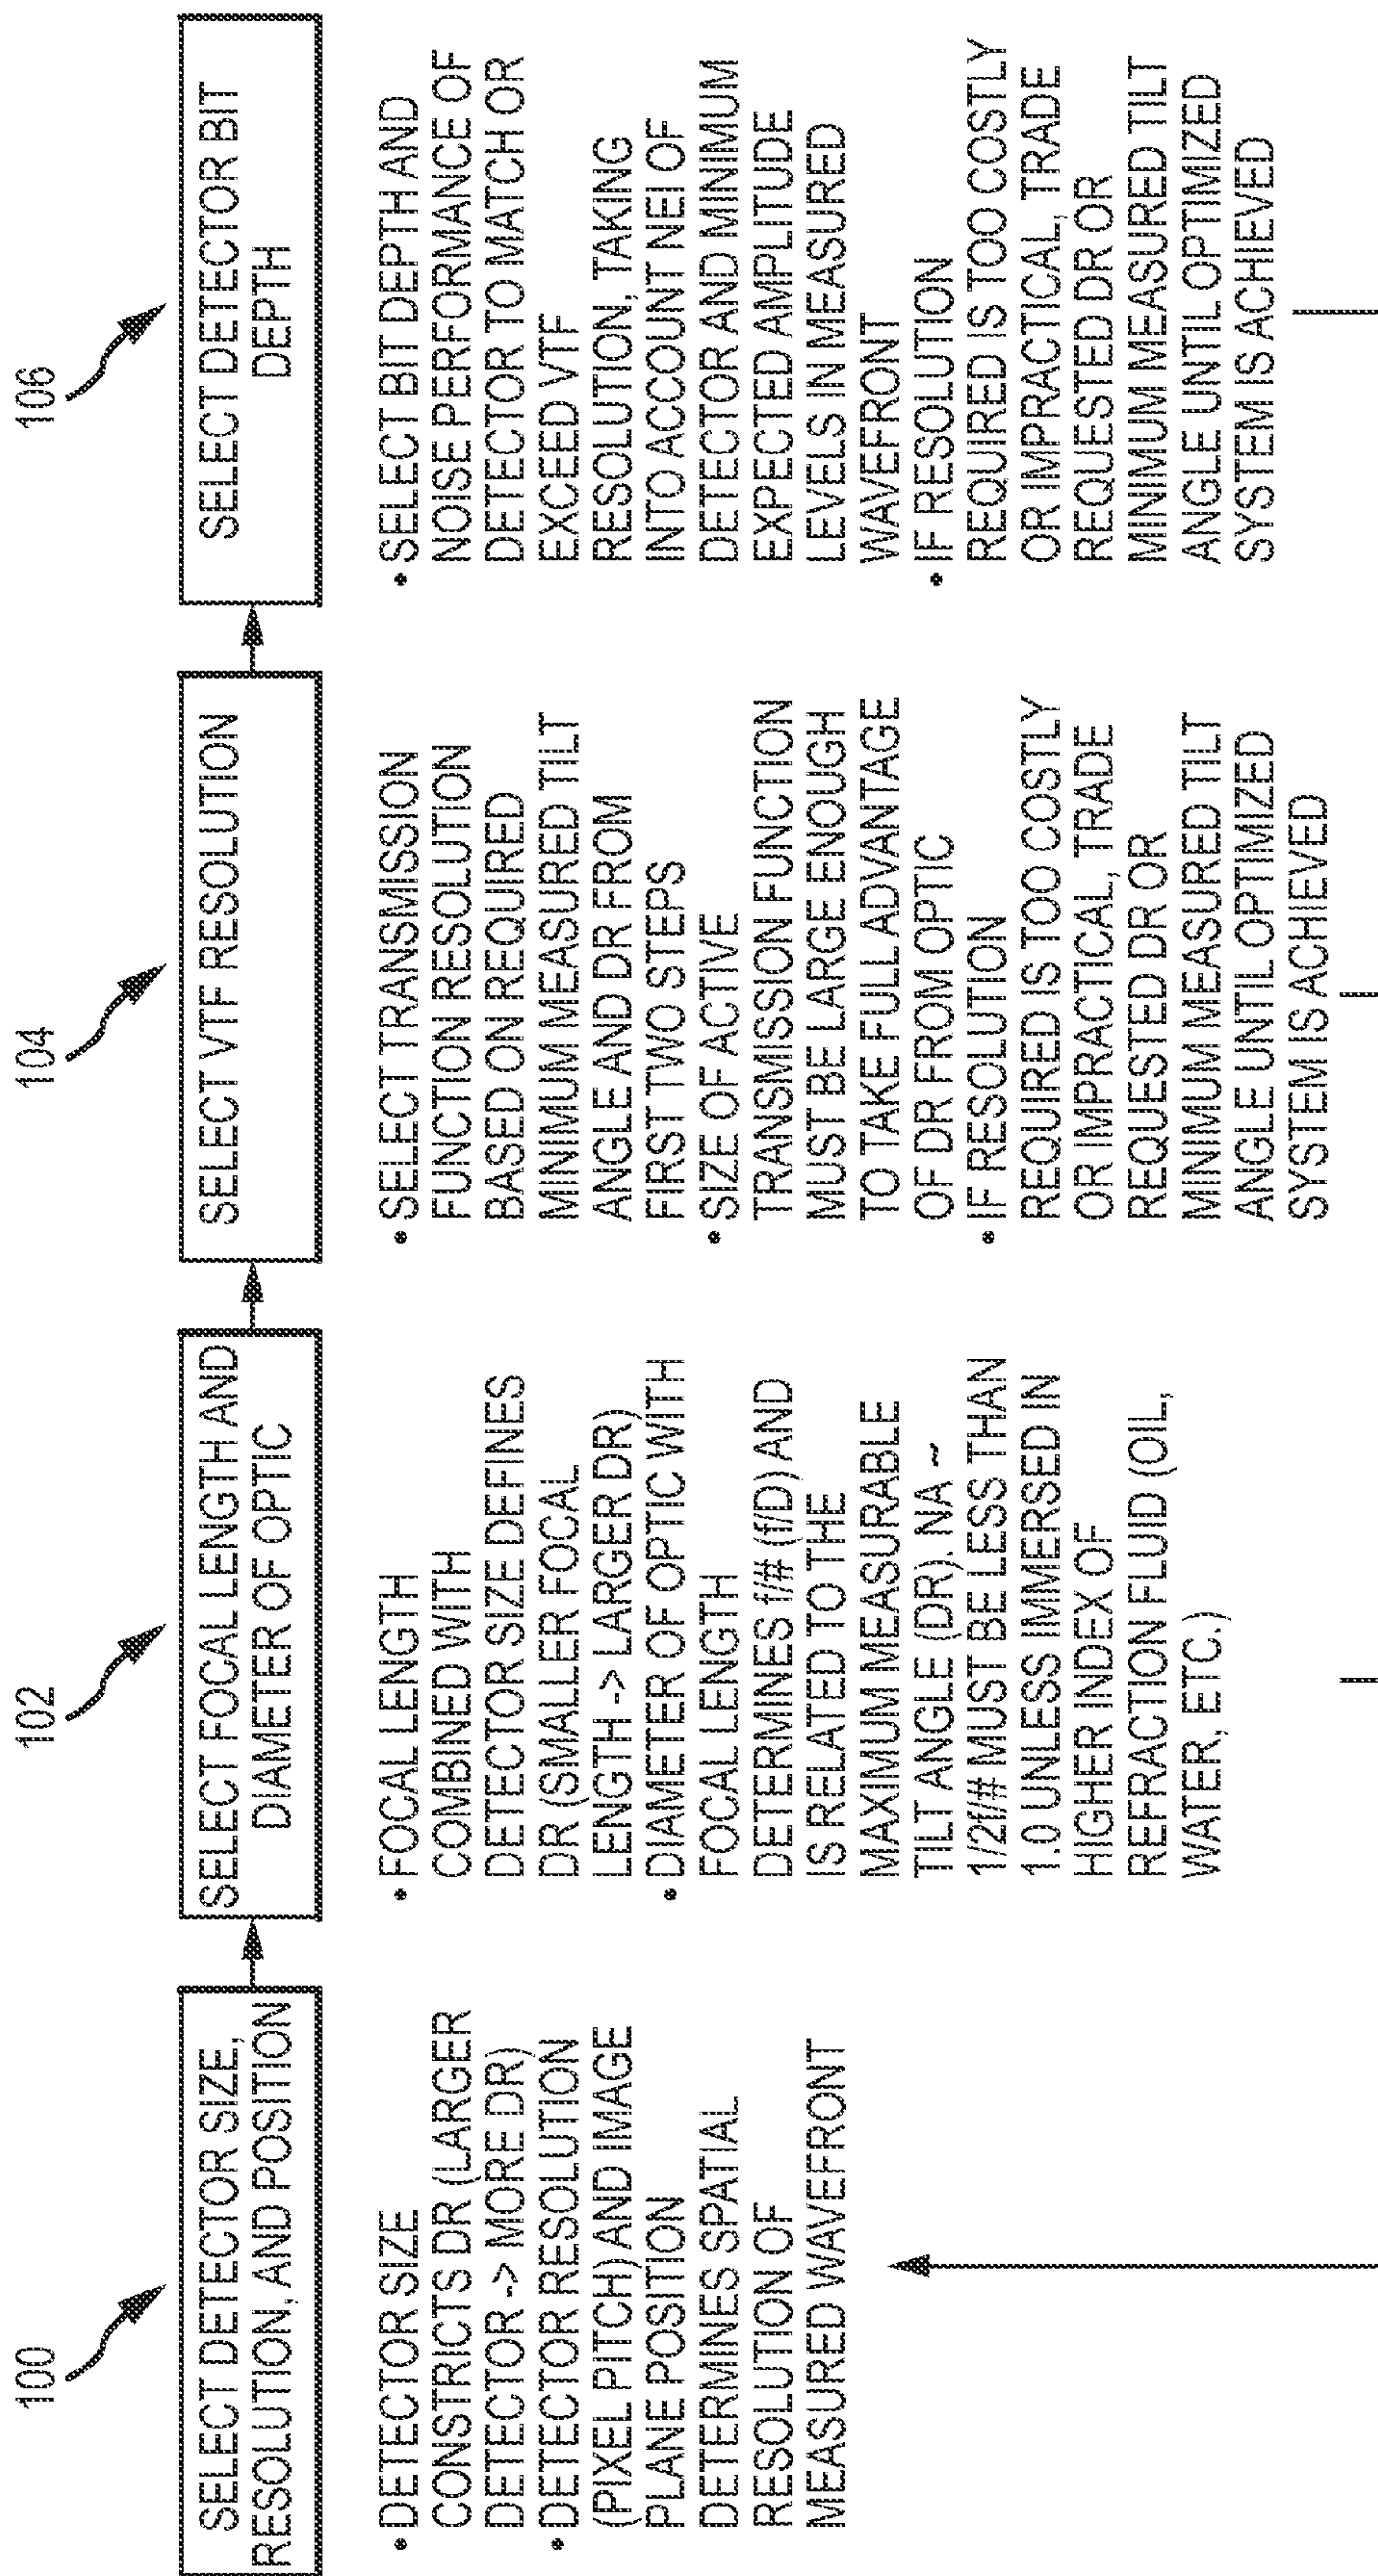 100
SELECT DETECTOR SIZE,
RESOLUTION, AND POSITION
• DETECTOR SIZE
CONSTRICTS DR (LARGER
DETECTOR -> MORE DR)
• DETECTOR RESOLUTION
(PIXEL PITCH) AND IMAGE
PLANE POSITION
DETERMINES SPATIAL
RESOLUTION OF
MEASURED WAVEFRONT
102
SELECT FOCAL LENGTH AND
DIAMETER OF OPTIC
• FOCAL LENGTH
COMBINED WITH
DETECTOR SIZE DEFINES
DR (SMALLER FOCAL
LENGTH -> LARGER DR)
• DIAMETER OF OPTIC WITH
FOCAL LENGTH
DETERMINES f/# (f/D) AND
IS RELATED TO THE
MAXIMUM MEASURABLE
TILT ANGLE (DR). NA ~
1/2f/# MUST BE LESS THAN
1.0 UNLESS IMMERSED IN
HIGHER INDEX OF
REFRACTION FLUID (OIL,
WATER, ETC.)
104
SELECT VTF RESOLUTION
• SELECT TRANSMISSION
FUNCTION RESOLUTION
BASED ON REQUIRED
MINIMUM MEASURED TILT
ANGLE AND DR FROM
FIRST TWO STEPS
• SIZE OF ACTIVE
TRANSMISSION FUNCTION
MUST BE LARGE ENOUGH
TO TAKE FULL ADVANTAGE
OF DR FROM OPTIC
• IF RESOLUTION
REQUIRED IS TOO COSTLY
OR IMPRACTICAL, TRADE
REQUESTED DR OR
MINIMUM MEASURED TILT
ANGLE UNTIL OPTIMIZED
SYSTEM IS ACHIEVED
106
SELECT DETECTOR BIT
DEPTH
• SELECT BIT DEPTH AND
NOISE PERFORMANCE OF
DETECTOR TO MATCH OR
EXCEED VTF
RESOLUTION, TAKING
INTO ACCOUNT NEI OF
DETECTOR AND MINIMUM
EXPECTED AMPLITUDE
LEVELS IN MEASURED
WAVEFRONT
• IF RESOLUTION
REQUIRED IS TOO COSTLY
OR IMPRACTICAL, TRADE
REQUESTED DR OR
MINIMUM MEASURED TILT
ANGLE UNTIL OPTIMIZED
SYSTEM IS ACHIEVED